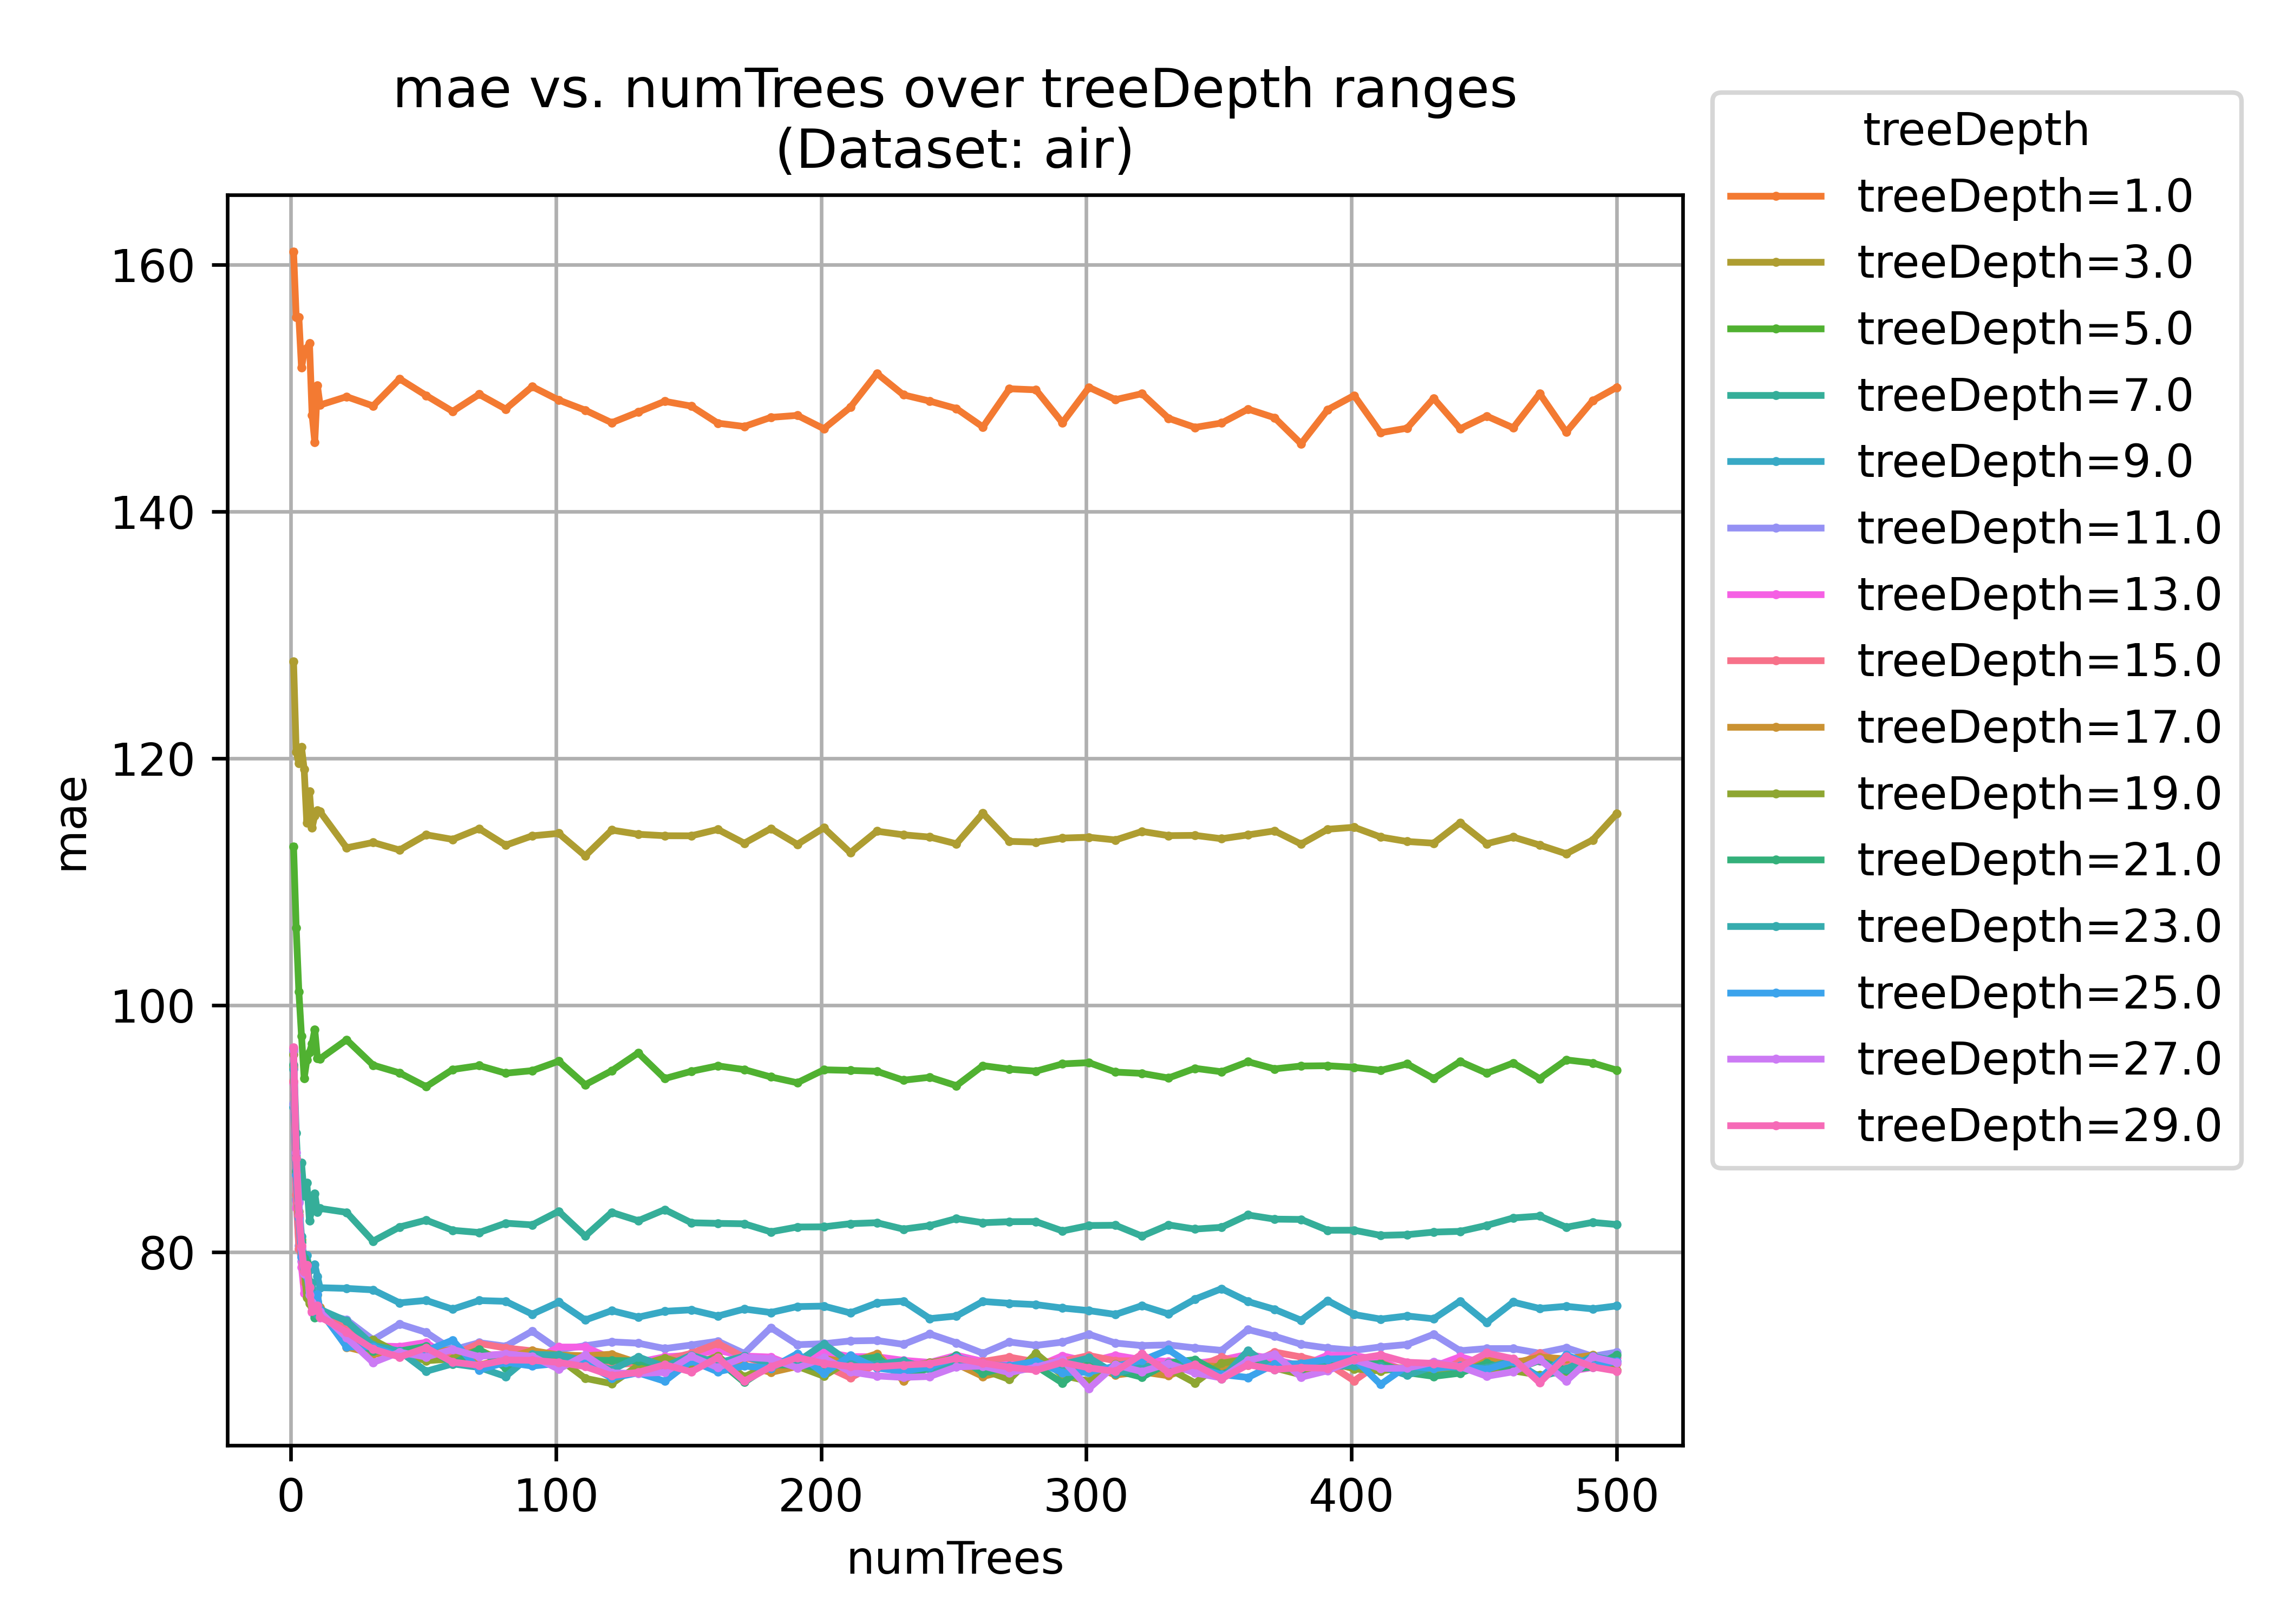 mae vs. numTrees over treeDepth ranges
(Dataset: air)
treeDepth
treeDepth=1.0
treeDepth=3.0
treeDepth=5.0
treeDepth=7.0
treeDepth=9.0
treeDepth=11.0
treeDepth=13.0
treeDepth=15.0
treeDepth=17.0
treeDepth=19.0
treeDepth=21.0
treeDepth=23.0
treeDepth=25.0
treeDepth=27.0
treeDepth=29.0
mae
160
140
120
100
80
0 100 200 300 400 500
numTrees